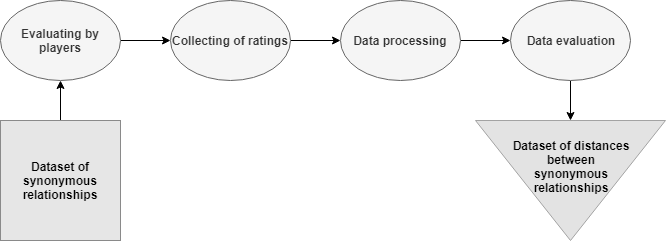 Evaluating by
players
Collecting of ratings
Data processing
Data evaluation
Dataset of
synonymous
relationships
Dataset of distances
between
synonymous
relationships